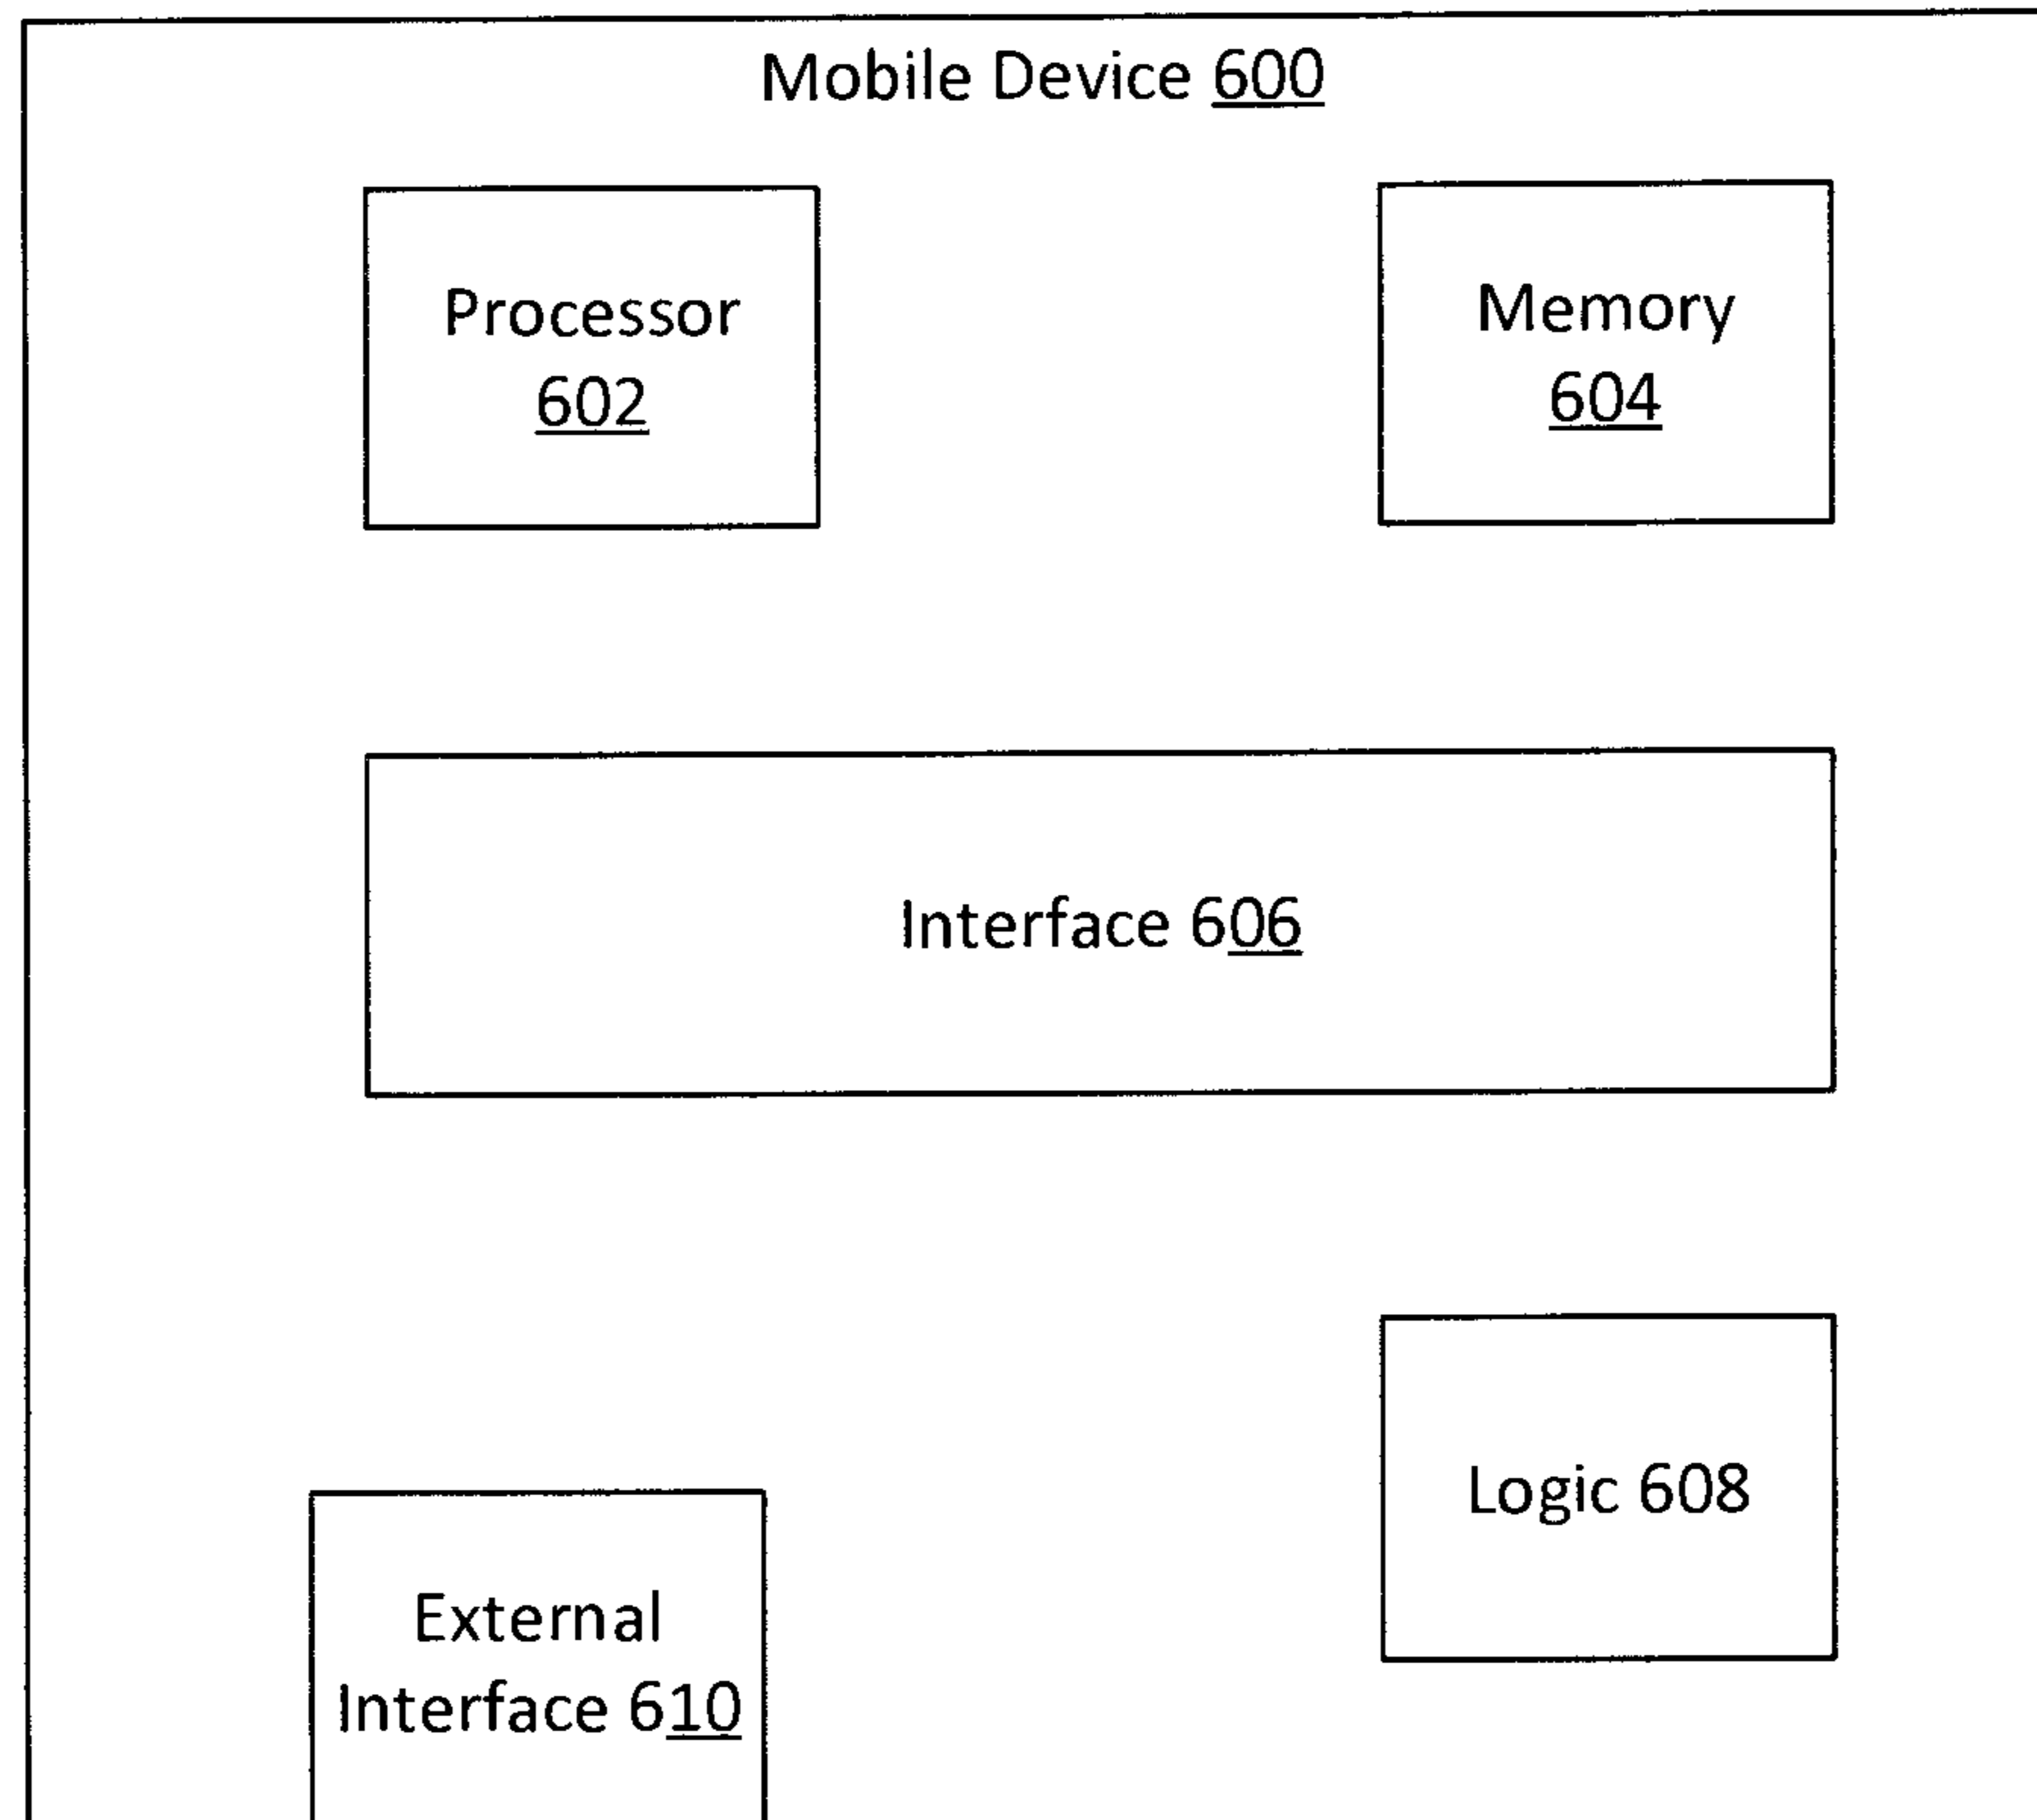 Mobile Device 600
Processor
602
Memory
604
Interface 606
Logic 608
External
Interface 610